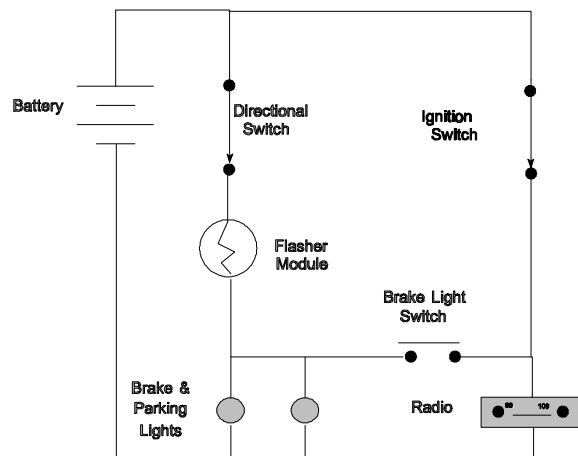 Battery
Directional
Switch
Ignition
Switch
Flasher
Module
Brake Light
Switch
Brake &
Parking
Lights
Radio